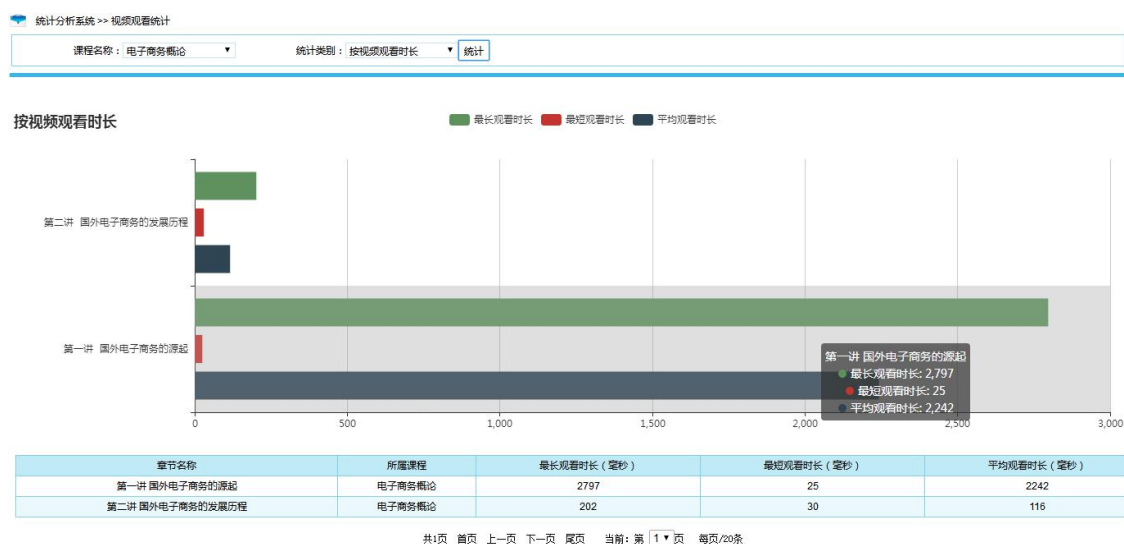 统计分析系统 >> 视频观看统计
课程名称： 电子商务概论 统计类别： 按视频观看时长 统计
按视频观看时长
最长观看时长 最短观看时长 平均观看时长
第二讲 国外电子商务的发展历程
第一讲 国外电子商务的源起
第一讲 国外电子商务的源起
最长观看时长: 2,797
最短观看时长: 25
平均观看时长: 2,242
0 500 1,000 1,500 2,000 2,500 3,000
章节名称 所属课程 最长观看时长（毫秒） 最短观看时长（毫秒） 平均观看时长（毫秒）
第一讲 国外电子商务的源起 电子商务概论 2797 25 2242
第二讲 国外电子商务的发展历程 电子商务概论 202 30 116
共1页 首页 上一页 下一页 尾页 当前: 第 1 页 每页/20条